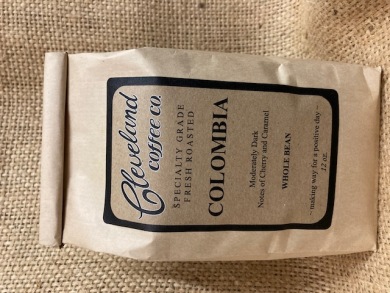 Cleveland
coffee co.
SPECIALTY GRADE
FRESH ROASTED
COLOMBIA
Moderately Dark
Notes of Cherry and Caramel
WHOLE BEAN
~making way for a positive day~
12 oz.